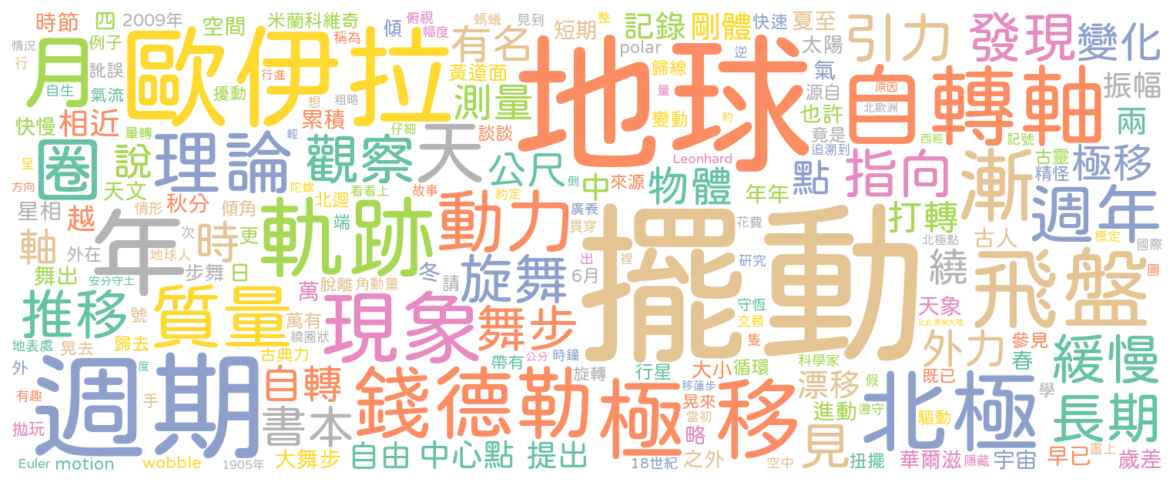 時節 四 2009年 空間 米蘭科維奇 傾 俯視 螞蟻 見到 整 逆 快速 夏至
情況 例子 稱為 幅度 有名 短期 記錄 剛體 太陽 引力 發現 變化
行 月 訛誤 歐伊拉 polar 地球 氣
自生 氣流 擾動 行進 黃道面 測量 歸線 源自 自轉軸 原因 振幅
快慢 相近 想 粗略 累積 仔細 談談 量 變動 約 也許 北歐洲 兩
暈轉 輕 竟是 西經 記號
圈 說 理論 觀察 天 公尺 Leonhard 追溯到 古靈精怪 極移
呈 方向 天文 陀螺 看看上 故事 中 來源 物體 點 指向 漸
星相 越 秋分 情形 傾角 北迴 約定 倒 廣義 年年 打轉 週年
軸 外在 年 時 端 軌跡 動力 貫穿 花費 古人 標定
地球人 次 更 出 裡 北極點 繞 國際
舞出 安分守土 步舞 日 脫離 角動量 冬 請 旋舞 6月 擺動 研究 飛盤 圈
推移 號 質量 萬 現象 舞步 守恆 天象 北北美洲大陸
地表處 晃去 歸去 萬有 繞圈狀 交替 隻 外力 參見 春
外 度 古典力 帶有 公分 時鐘 行星 大小 循環 科學家 緩慢
週期 自轉 錢德勒 旋轉 移蓮步 極移 漂移 假 既已 學
有趣 手 書本 晃來 當初 進動 遵守 北極 長期
拋玩 略 見 驅動
Euler motion wobble 1905年 大舞步 自由 中心點 提出 18世紀 之外 空中 扭擺 華爾滋 隱藏 宇宙 早已 畫上 歲差